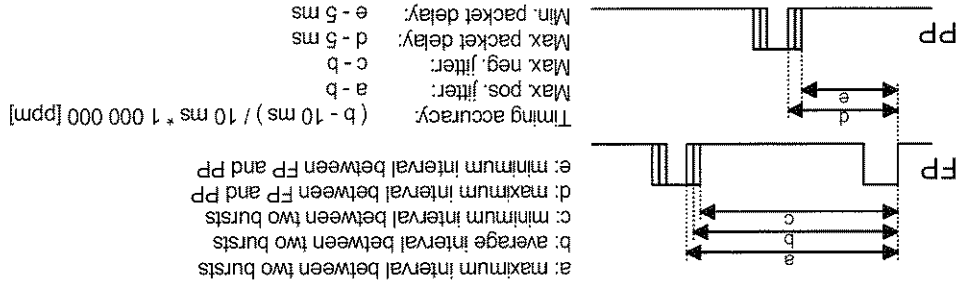 a
b
c
FP
d
e
PP
a: maximum interval between two bursts
b: average interval between two bursts
c: minimum interval between two bursts
d: maximum interval between FP and PP
e: minimum interval between FP and PP
Timing accuracy: ( b - 10 ms ) / 10 ms * 1 000 000 [ppm]
Max. pos. jitter: a - b
Max. neg. jitter: c - b
Max. packet delay: d - 5 ms
Min. packet delay: e - 5 ms